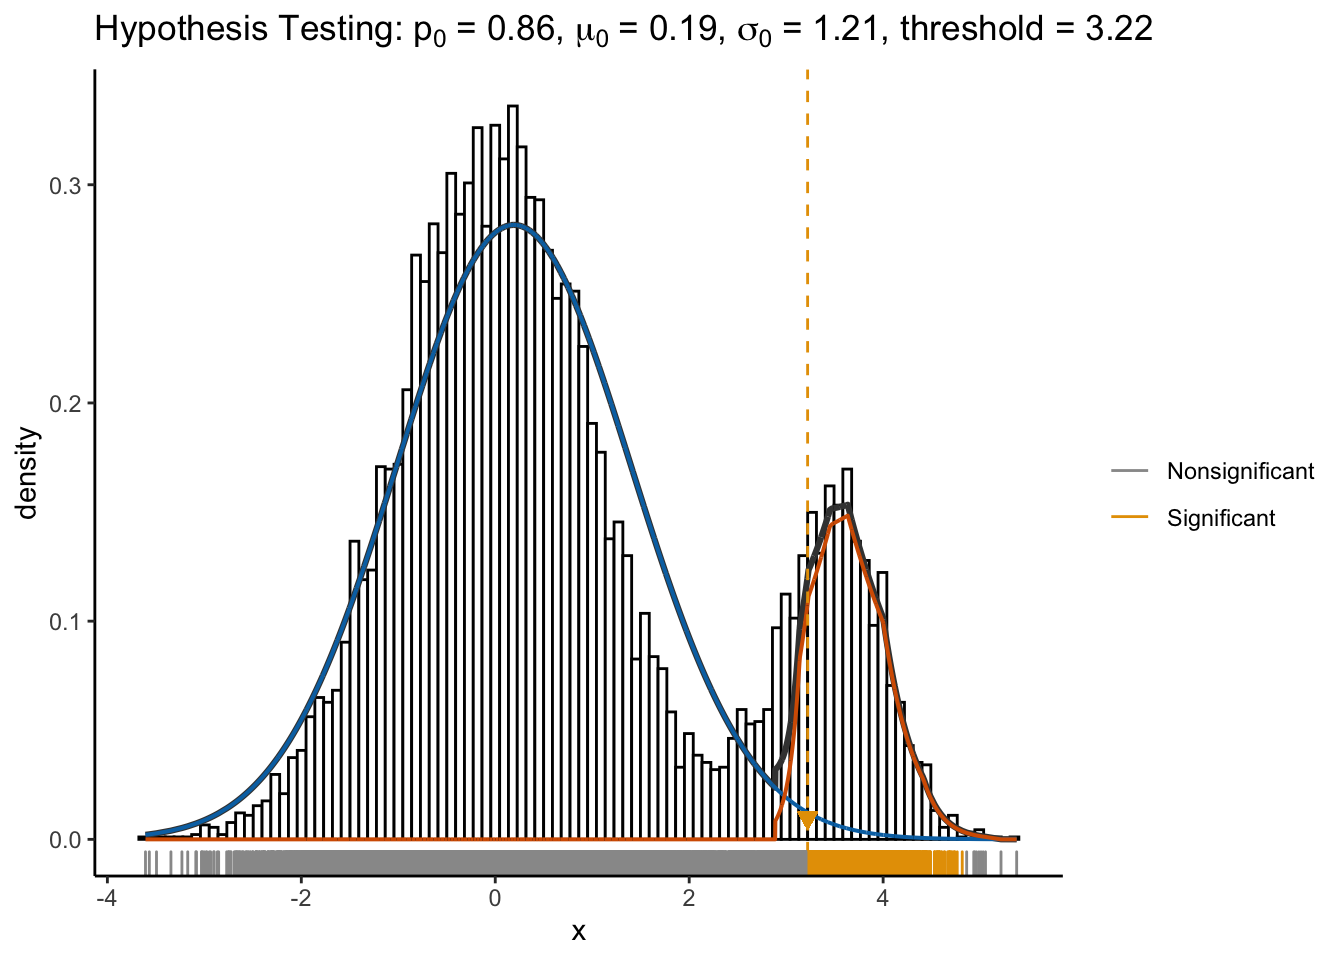 Hypothesis Testing: p₀ = 0.86, μ₀ = 0.19, σ₀ = 1.21, threshold = 3.22
0.3
0.2
0.1
0.0
density
-4 -2 0 2 4
x
Nonsignificant
Significant